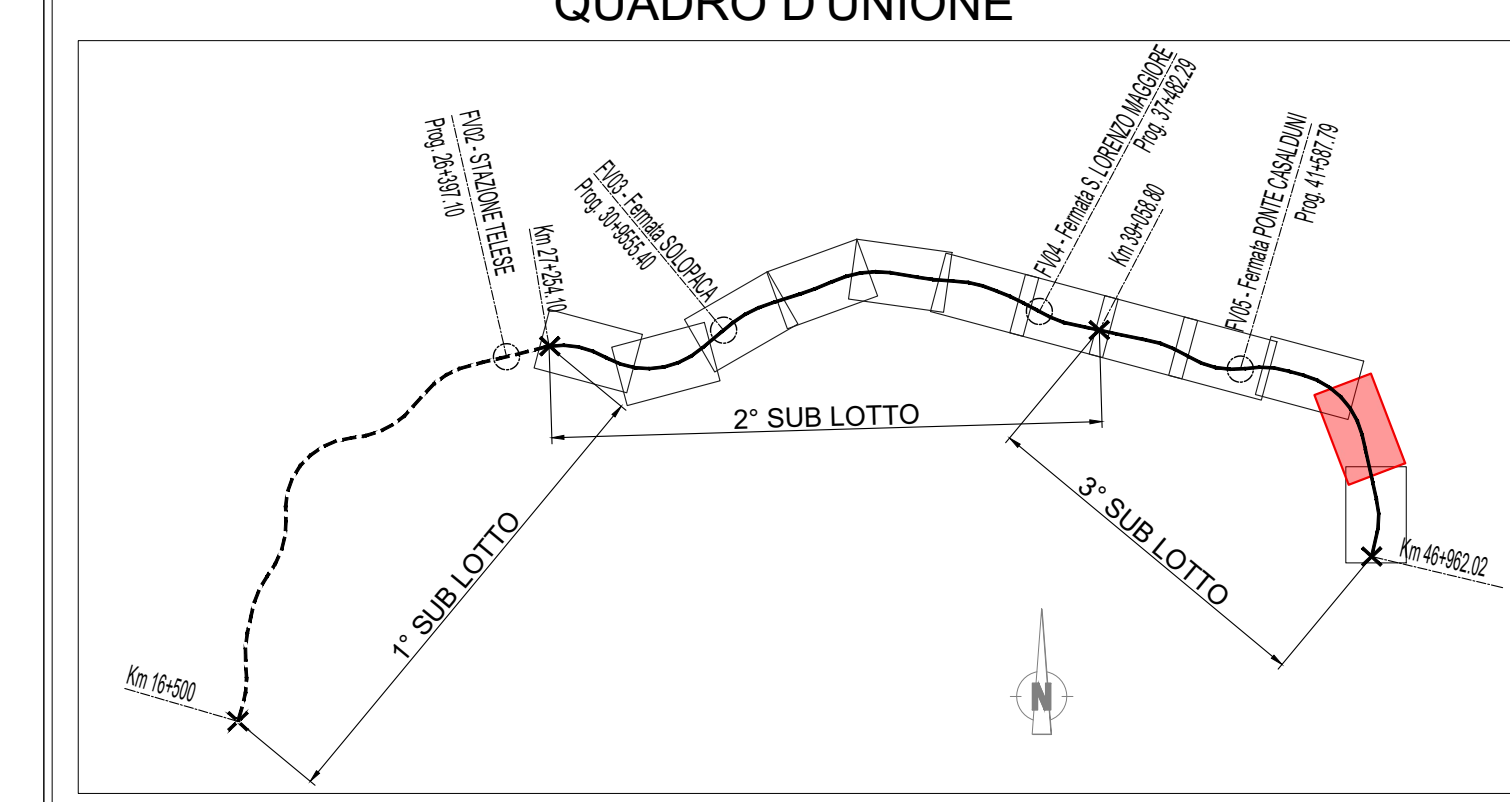 QUADRO D'UNIONE
FV02 - STAZIONE TELESE
Prog. 26+397.10
Km 27+254.10
FV03 - Fermata SOLOPACA
Prog. 30+9555.40
FV04 - Fermata S. LORENZO MAGGIORE
Prog. 37+482.29
Km 39+058.80
FV05 - Fermata PONTE CASALDUNI
Prog. 41+587.79
2° SUB LOTTO
1° SUB LOTTO
3° SUB LOTTO
Km 46+962.02
Km 16+500
N